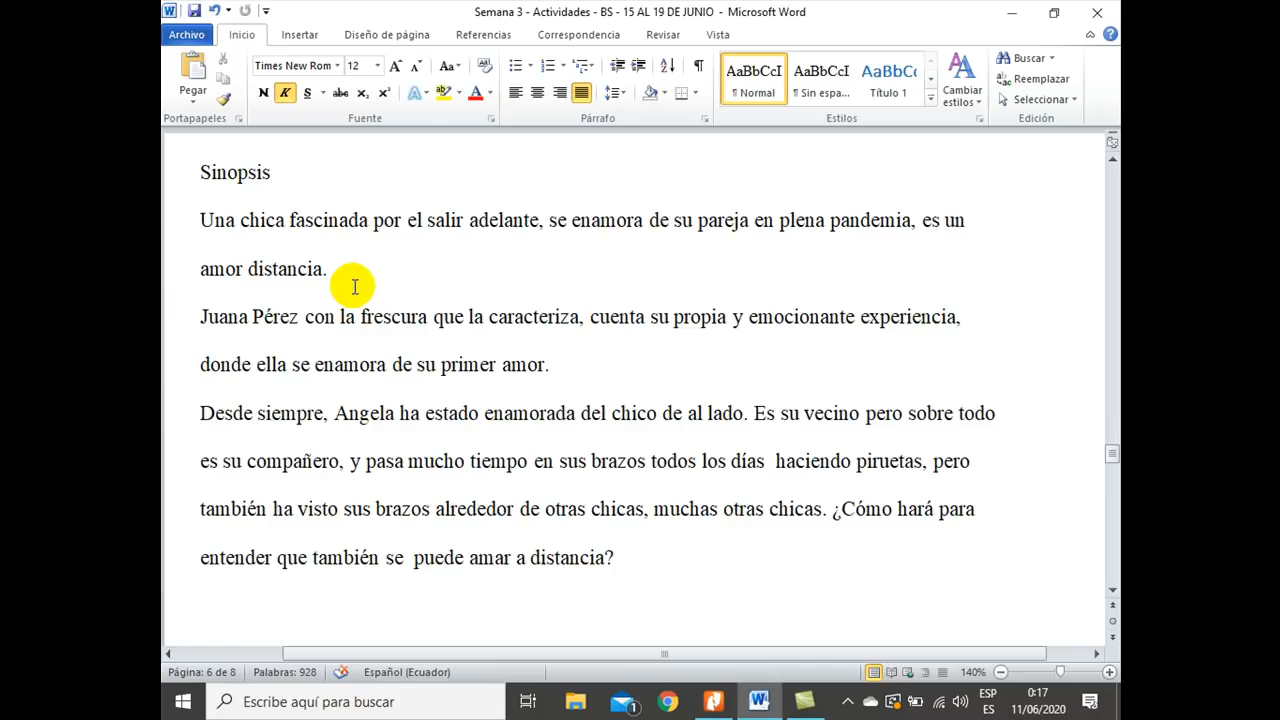 Semana 3 - Actividades - BS - 15 AL 19 DE JUNIO - Microsoft Word
Archivo Inicio Insertar Diseño de página Referencias Correspondencia Revisar Vista
Times New Rom 12 Aa
Pegar
N K S abc x₂ x² A A
AaBbCcI AaBbCcI AaBbCc
¶ Normal ¶ Sin espa... Título 1
Cambiar estilos
Buscar
Reemplazar
Seleccionar
Portapapeles Fuente Párrafo Estilos Edición
Sinopsis
Una chica fascinada por el salir adelante, se enamora de su pareja en plena pandemia, es un
amor distancia.
Juana Pérez con la frescura que la caracteriza, cuenta su propia y emocionante experiencia,
donde ella se enamora de su primer amor.
Desde siempre, Angela ha estado enamorada del chico de al lado. Es su vecino pero sobre todo
es su compañero, y pasa mucho tiempo en sus brazos todos los días  haciendo piruetas, pero
también ha visto sus brazos alrededor de otras chicas, muchas otras chicas. ¿Cómo hará para
entender que también se  puede amar a distancia?
Página: 6 de 8 Palabras: 928 Español (Ecuador) 140%
Escribe aquí para buscar
1
ESP
ES
0:17
11/06/2020